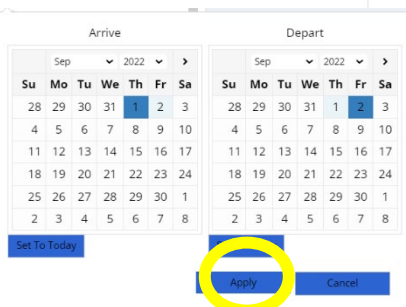 Arrive
Sep 2022
Su Mo Tu We Th Fr Sa
28 29 30 31 1 2 3
4 5 6 7 8 9 10
11 12 13 14 15 16 17
18 19 20 21 22 23 24
25 26 27 28 29 30 1
2 3 4 5 6 7 8
Set To Today
Depart
Sep 2022
Su Mo Tu We Th Fr Sa
28 29 30 31 1 2 3
4 5 6 7 8 9 10
11 12 13 14 15 16 17
18 19 20 21 22 23 24
25 26 27 28 29 30 1
2 3 4 5 6 7 8
Apply Cancel